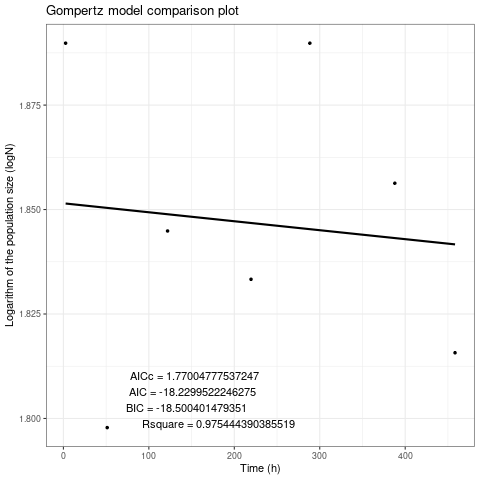 Gompertz model comparison plot
Logarithm of the population size (logN)
1.875
1.850
1.825
1.800
AICc = 1.77004777537247
AIC = -18.2299522246275
BIC = -18.500401479351
Rsquare = 0.975444390385519
0 100 200 300 400
Time (h)